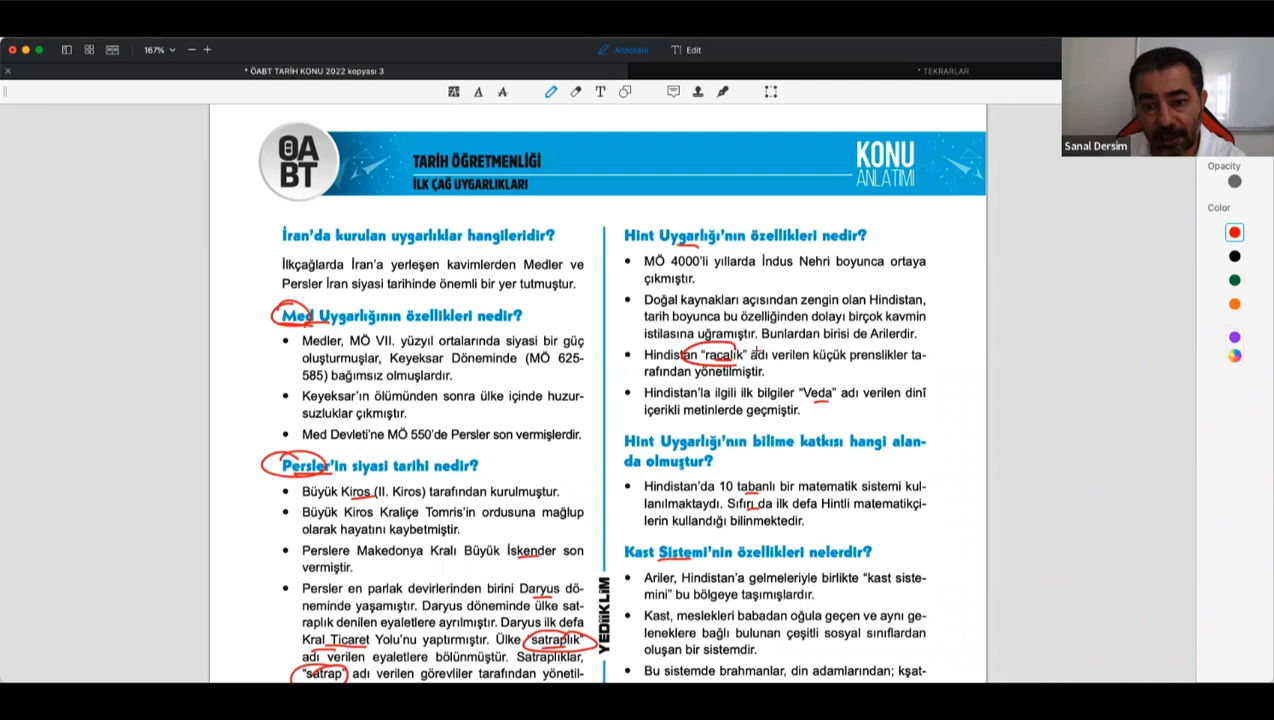 167%
Annotate
Edit
* ÖABT TARİH KONU 2022 kopyası 3
* TEKRARLAR
Sanal Dersim
Opacity
Color
ÖA
BT
TARİH ÖĞRETMENLİĞİ
İLK ÇAĞ UYGARLIKLARI
KONU
ANLATIMI
İran'da kurulan uygarlıklar hangileridir?
İlkçağlarda İran'a yerleşen kavimlerden Medler ve
Persler İran siyasi tarihinde önemli bir yer tutmuştur.
Med Uygarlığının özellikleri nedir?
• Medler, MÖ VII. yüzyıl ortalarında siyasi bir güç
oluşturmuşlar, Keyeksar Döneminde (MÖ 625-
585) bağımsız olmuşlardır.
• Keyeksar'ın ölümünden sonra ülke içinde huzur-
suzluklar çıkmıştır.
• Med Devleti'ne MÖ 550'de Persler son vermişlerdir.
Persler'in siyasi tarihi nedir?
• Büyük Kiros (II. Kiros) tarafından kurulmuştur.
• Büyük Kiros Kraliçe Tomris'in ordusuna mağlup
olarak hayatını kaybetmiştir.
• Perslere Makedonya Kralı Büyük İskender son
vermiştir.
• Persler en parlak devirlerinden birini Daryus dö-
neminde yaşamıştır. Daryus döneminde ülke sat-
raplık denilen eyaletlere ayrılmıştır. Daryus ilk defa
Kral Ticaret Yolu'nu yaptırmıştır. Ülke "satraplık"
adı verilen eyaletlere bölünmüştür. Satraplıklar,
"satrap" adı verilen görevliler tarafından yönetil-
YEDİİKLİM
Hint Uygarlığı'nın özellikleri nedir?
• MÖ 4000'li yıllarda İndus Nehri boyunca ortaya
çıkmıştır.
• Doğal kaynakları açısından zengin olan Hindistan,
tarih boyunca bu özelliğinden dolayı birçok kavmin
istilasına uğramıştır. Bunlardan birisi de Arilerdir.
• Hindistan "racalık" adı verilen küçük prenslikler ta-
rafından yönetilmiştir.
• Hindistan'la ilgili ilk bilgiler "Veda" adı verilen dinî
içerikli metinlerde geçmiştir.
Hint Uygarlığı'nın bilime katkısı hangi alan-
da olmuştur?
• Hindistan'da 10 tabanlı bir matematik sistemi kul-
lanılmaktaydı. Sıfırı da ilk defa Hintli matematikçi-
lerin kullandığı bilinmektedir.
Kast Sistemi'nin özellikleri nelerdir?
• Ariler, Hindistan'a gelmeleriyle birlikte "kast siste-
mini" bu bölgeye taşımışlardır.
• Kast, meslekleri babadan oğula geçen ve aynı ge-
leneklere bağlı bulunan çeşitli sosyal sınıflardan
oluşan bir sistemdir.
• Bu sistemde brahmanlar, din adamlarından; kşat-